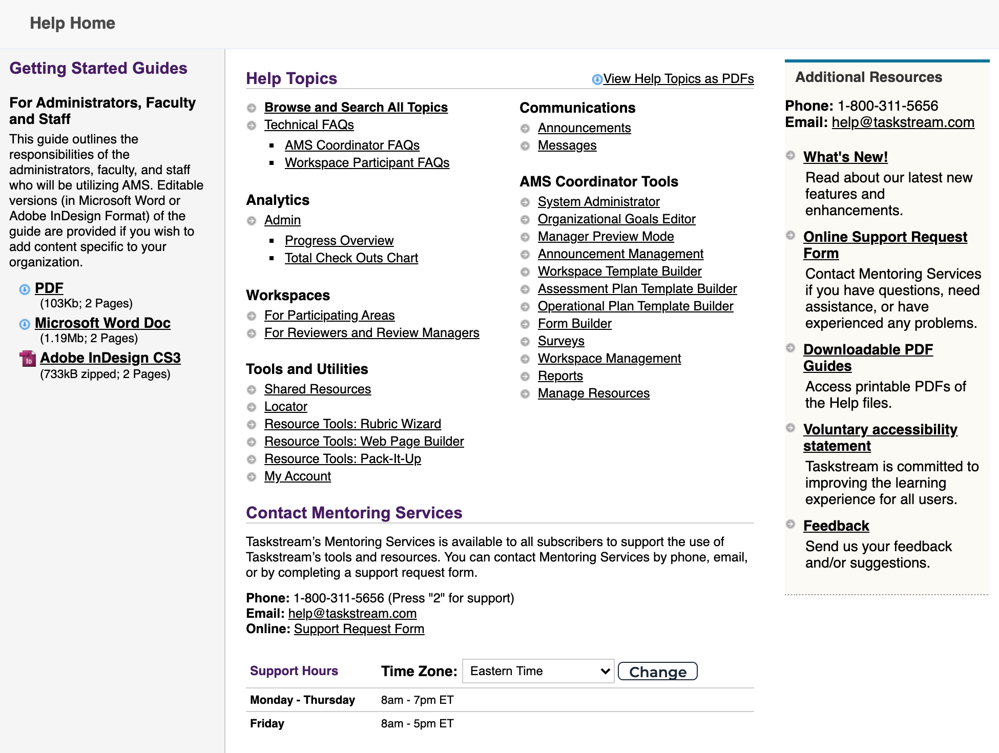 Help Home
Getting Started Guides
For Administrators, Faculty
and Staff
This guide outlines the
responsibilities of the
administrators, faculty, and staff
who will be utilizing AMS. Editable
versions (in Microsoft Word or
Adobe InDesign Format) of the
guide are provided if you wish to
add content specific to your
organization.
PDF
(103Kb; 2 Pages)
Microsoft Word Doc
(1.19Mb; 2 Pages)
ID
Adobe InDesign CS3
(733kB zipped; 2 Pages)
Help Topics
View Help Topics as PDFs
Browse and Search All Topics
Technical FAQs
AMS Coordinator FAQs
Workspace Participant FAQs
Analytics
Admin
Progress Overview
Total Check Outs Chart
Workspaces
For Participating Areas
For Reviewers and Review Managers
Tools and Utilities
Shared Resources
Locator
Resource Tools: Rubric Wizard
Resource Tools: Web Page Builder
Resource Tools: Pack-It-Up
My Account
Communications
Announcements
Messages
AMS Coordinator Tools
System Administrator
Organizational Goals Editor
Manager Preview Mode
Announcement Management
Workspace Template Builder
Assessment Plan Template Builder
Operational Plan Template Builder
Form Builder
Surveys
Workspace Management
Reports
Manage Resources
Contact Mentoring Services
Taskstream’s Mentoring Services is available to all subscribers to support the use of
Taskstream’s tools and resources. You can contact Mentoring Services by phone, email,
or by completing a support request form.
Phone: 1-800-311-5656 (Press "2" for support)
Email: help@taskstream.com
Online: Support Request Form
Support Hours Time Zone: Eastern Time Change
Monday - Thursday 8am - 7pm ET
Friday 8am - 5pm ET
Additional Resources
Phone: 1-800-311-5656
Email: help@taskstream.com
What's New!
Read about our latest new
features and
enhancements.
Online Support Request
Form
Contact Mentoring Services
if you have questions, need
assistance, or have
experienced any problems.
Downloadable PDF
Guides
Access printable PDFs of
the Help files.
Voluntary accessibility
statement
Taskstream is committed to
improving the learning
experience for all users.
Feedback
Send us your feedback
and/or suggestions.